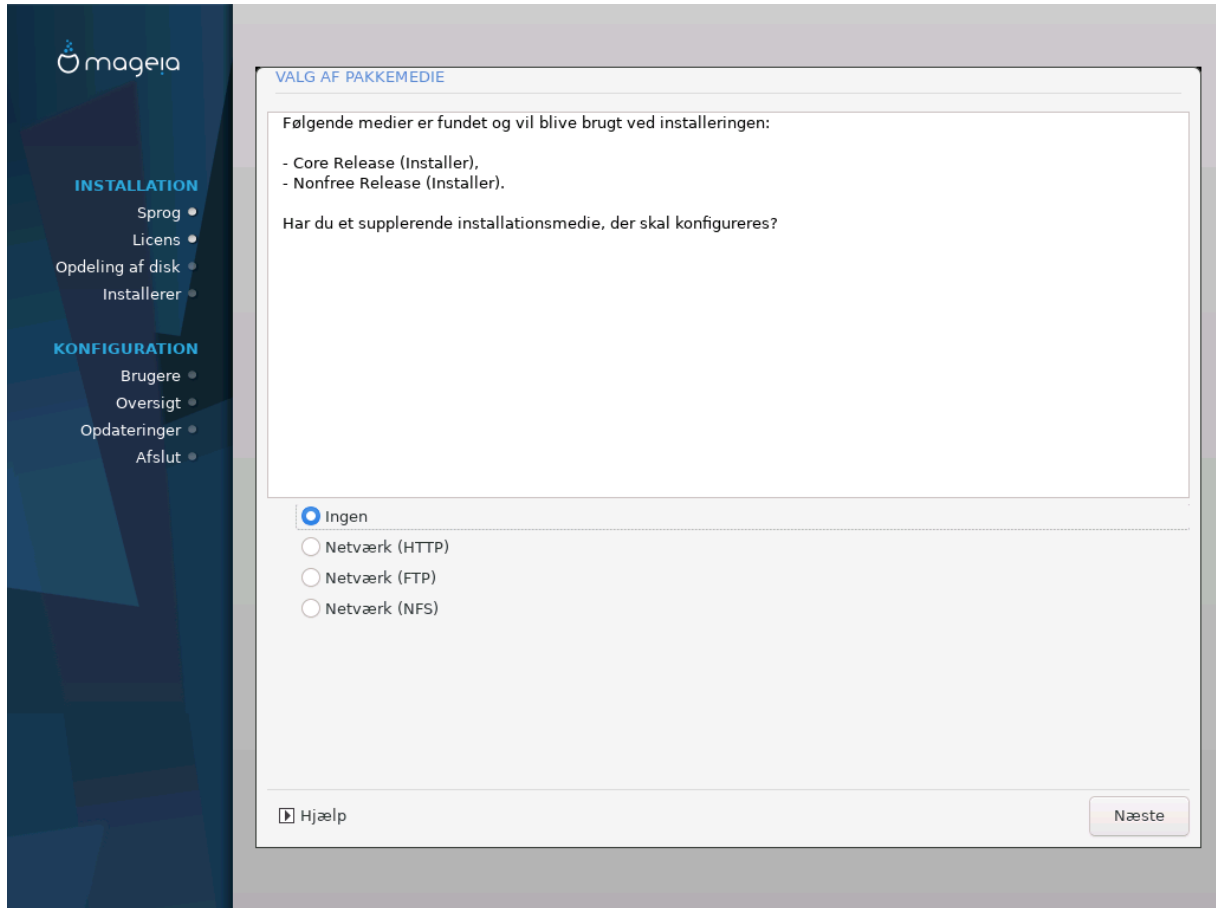 mageia
INSTALLATION
Sprog
Licens
Opdeling af disk
Installerer
KONFIGURATION
Brugere
Oversigt
Opdateringer
Afslut
VALG AF PAKKEMEDIE
Følgende medier er fundet og vil blive brugt ved installeringen:
- Core Release (Installer),
- Nonfree Release (Installer).
Har du et supplerende installationsmedie, der skal konfigureres?
Ingen
Netværk (HTTP)
Netværk (FTP)
Netværk (NFS)
Hjælp
Næste